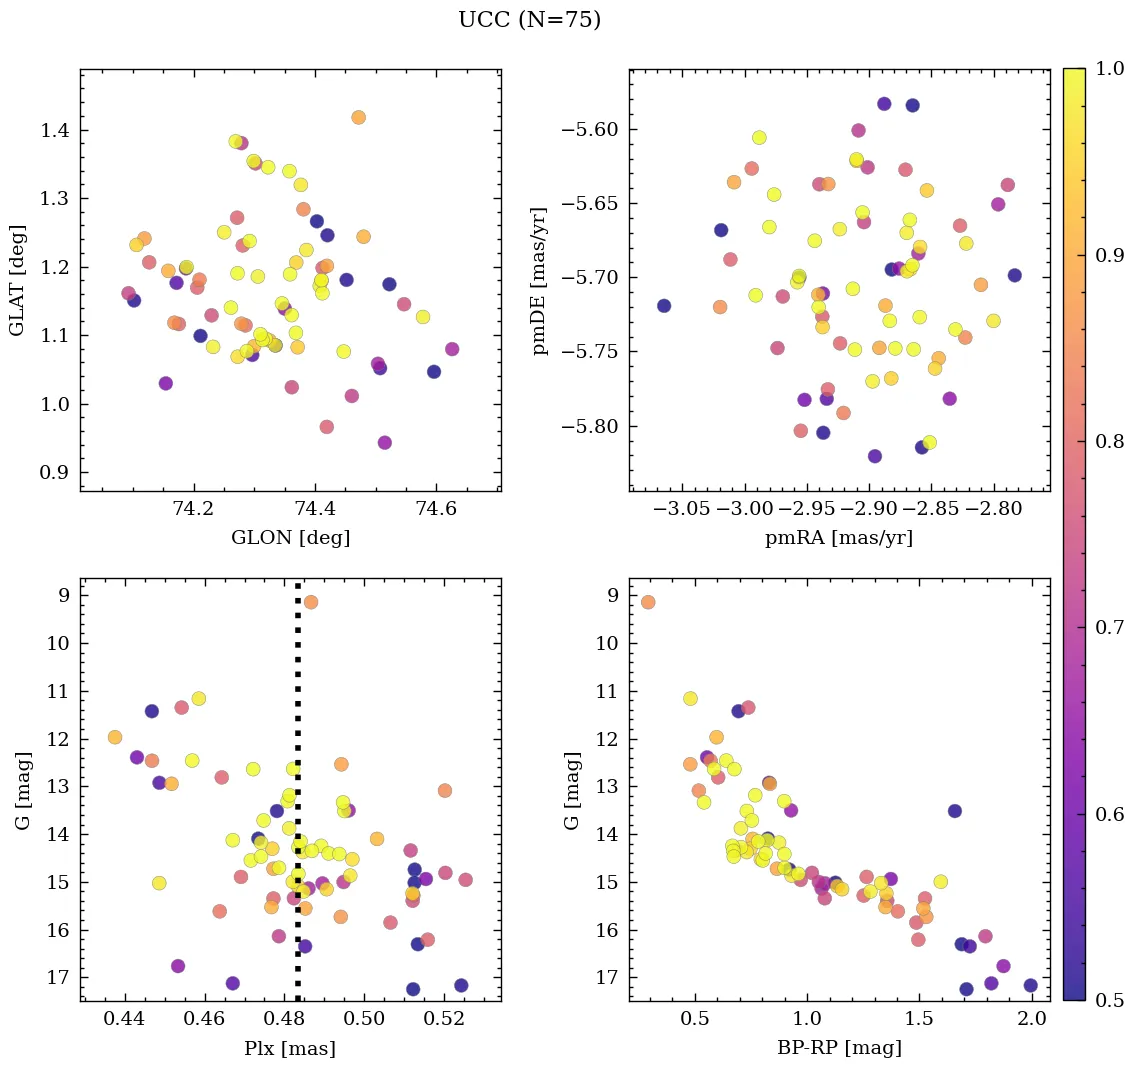 UCC (N=75)
1.4
1.3
1.2
1.1
1.0
0.9
GLAT [deg]
74.2 74.4 74.6
GLON [deg]
−5.60
−5.65
−5.70
−5.75
−5.80
pmDE [mas/yr]
−3.05 −3.00 −2.95 −2.90 −2.85 −2.80
pmRA [mas/yr]
9
10
11
12
13
14
15
16
17
G [mag]
0.44 0.46 0.48 0.50 0.52
Plx [mas]
9
10
11
12
13
14
15
16
17
G [mag]
0.5 1.0 1.5 2.0
BP-RP [mag]
1.0
0.9
0.8
0.7
0.6
0.5